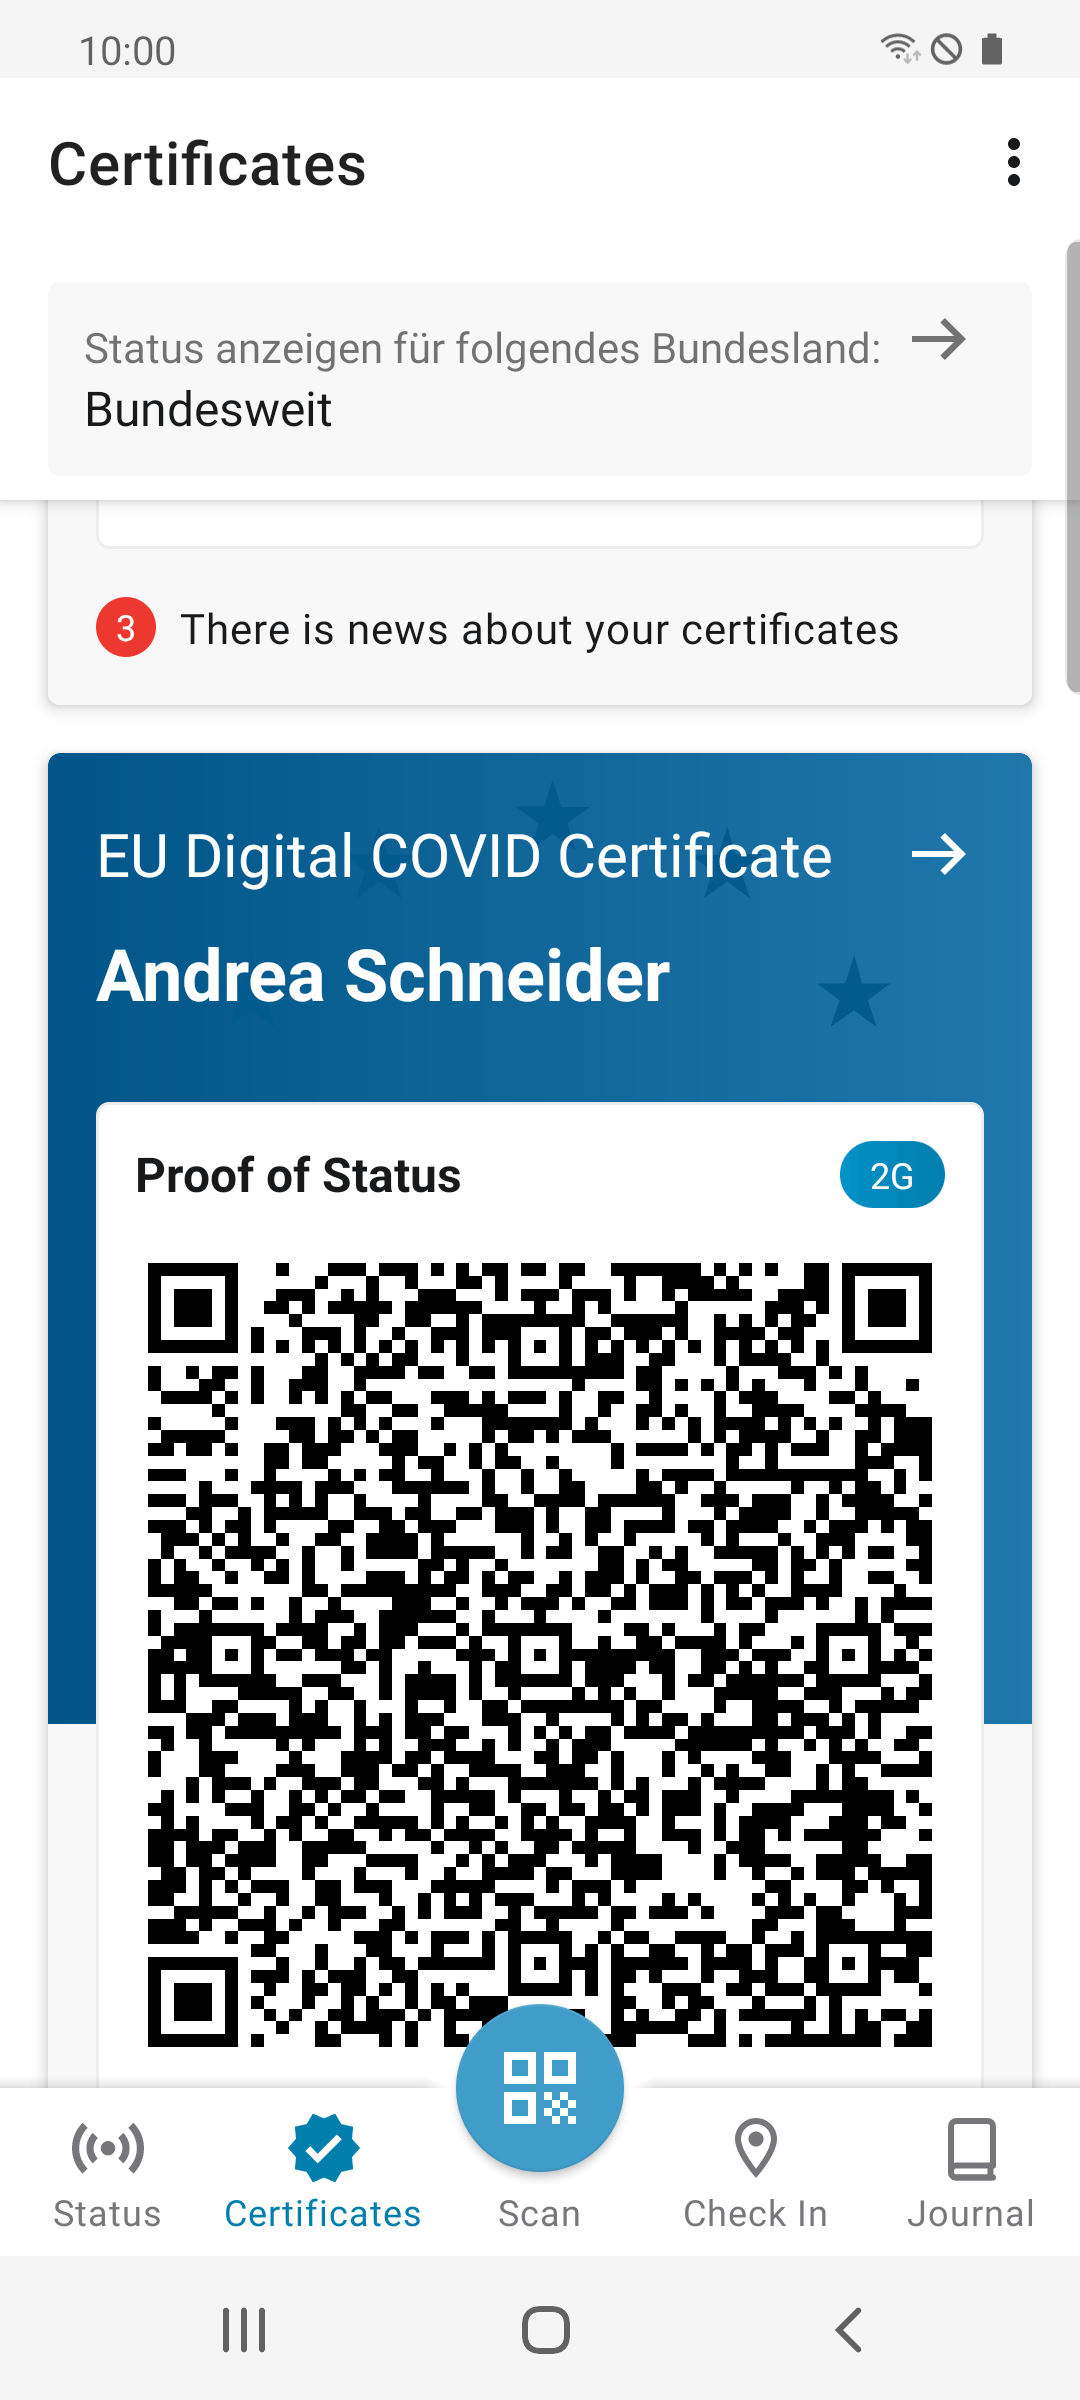 10:00
Certificates
Status anzeigen für folgendes Bundesland:
Bundesweit
3 There is news about your certificates
EU Digital COVID Certificate
Andrea Schneider
Proof of Status
2G
Status
Certificates
Scan
Check In
Journal